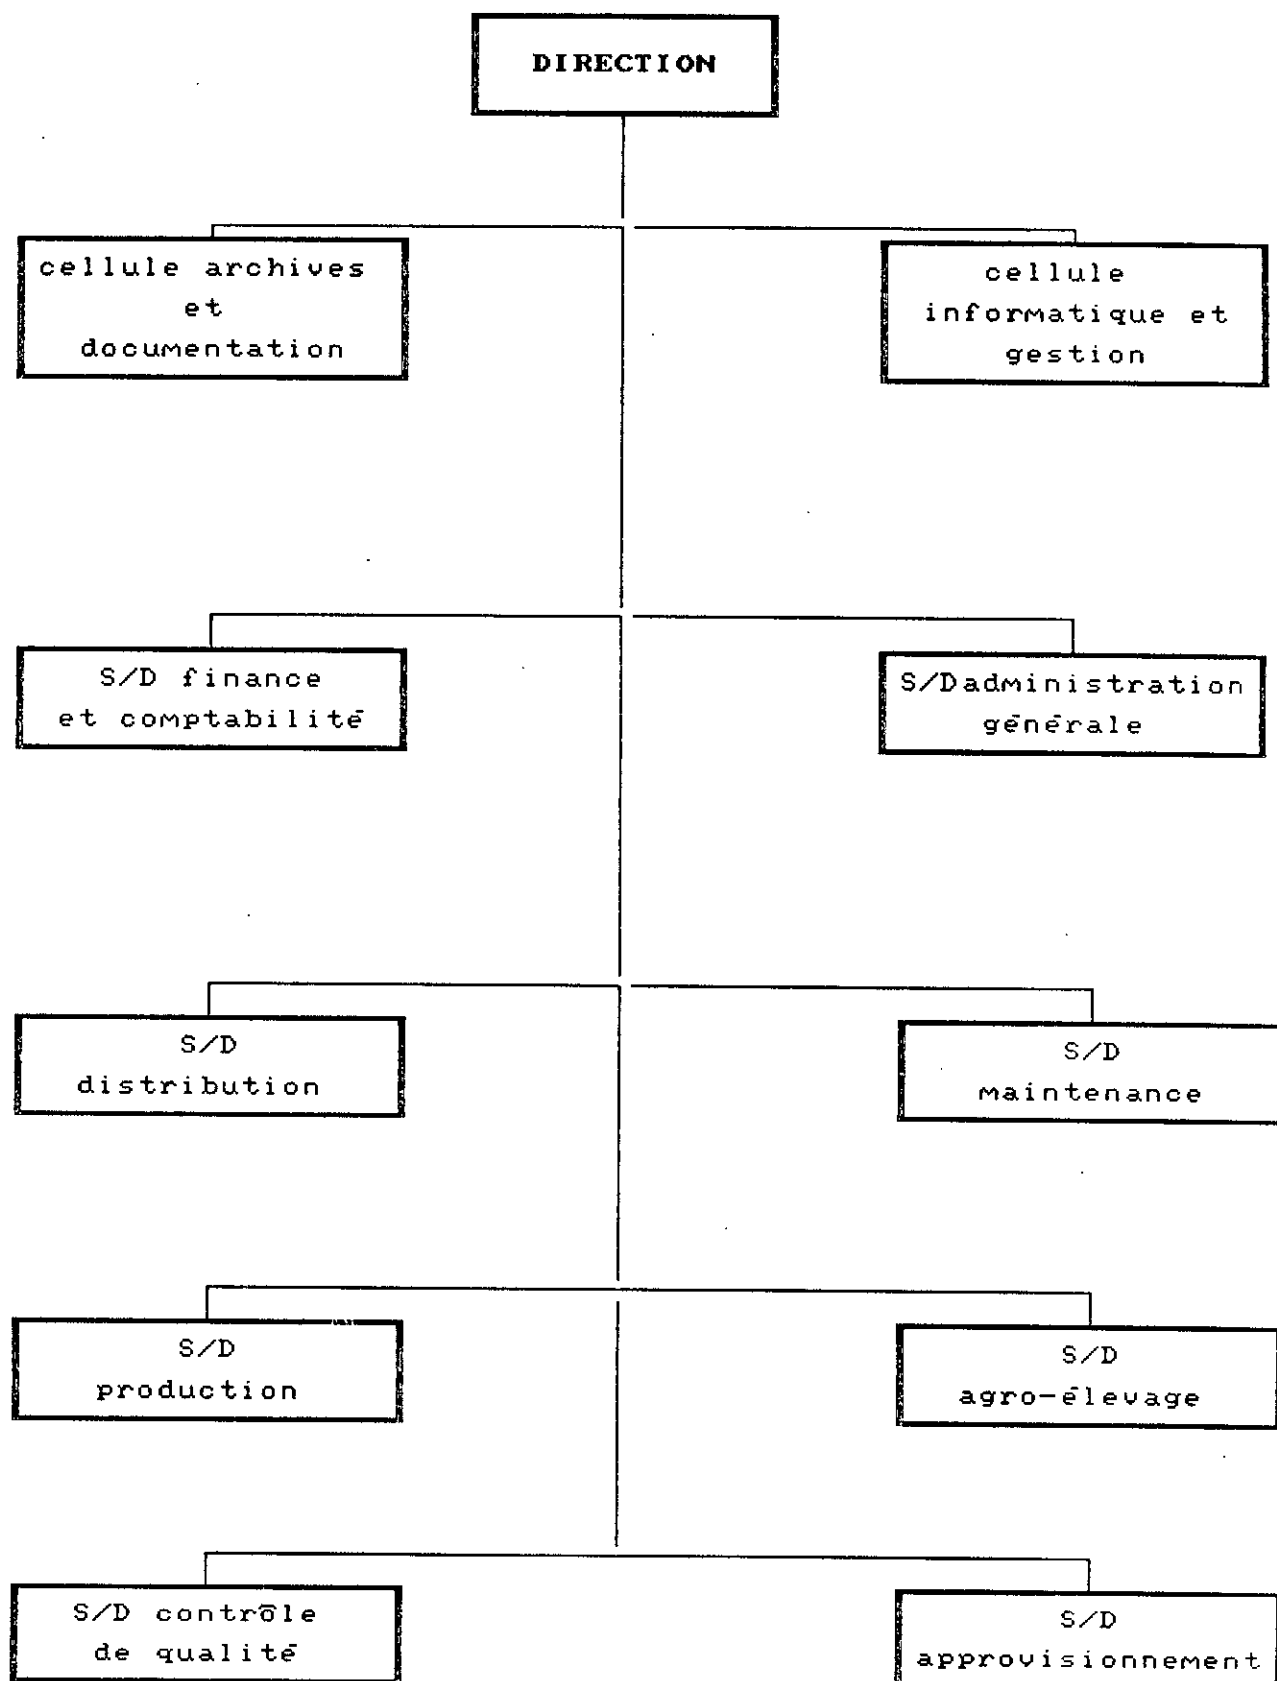 DIRECTION
cellule archives
et
documentation
cellule
informatique et
gestion
S/D finance
et comptabilité
S/Dadministration
générale
S/D
distribution
S/D
maintenance
S/D
production
S/D
agro-élevage
S/D contrôle
de qualité
S/D
approvisionnement